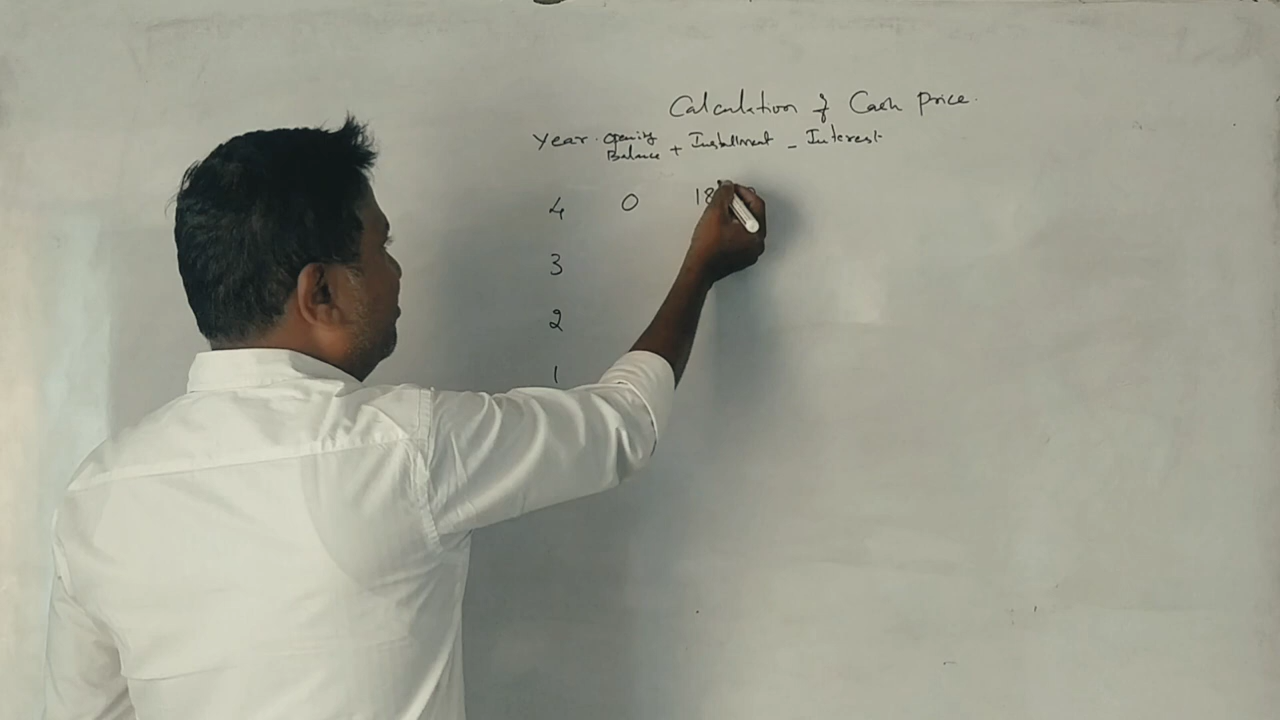 Calculation of Cash price.
Year. Opening Balance + Installment - Interest
4 0 18
3
2
1